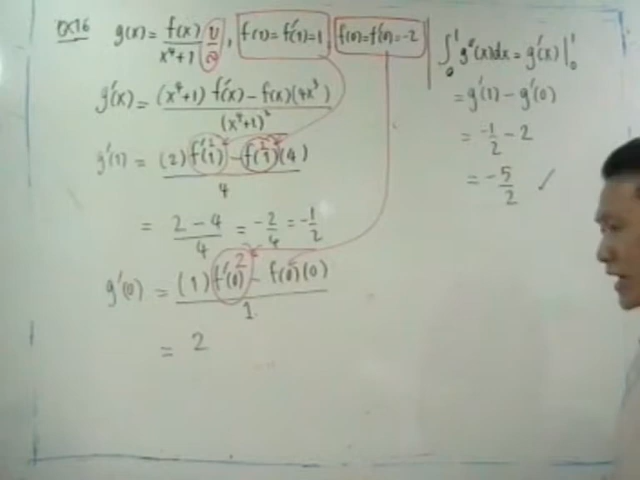 EX16 g(x) = f(x)/(x⁴+1) , f(1)=f'(1)=1, f(0)=f'(0)=-2
g'(x) = ((x⁴+1) f'(x) - f(x)(4x³))/(x⁴+1)²
g'(1) = ((2) f'(1) - f(1)(4))/4
= (2-4)/4 = -2/4 = -1/2
g'(0) = ((1) f'(0) - f(0)(0))/1
= 2
∫₀¹ g''(x)dx = g'(x) |₀¹
= g'(1) - g'(0)
= -1/2 - 2
= -5/2 ✓